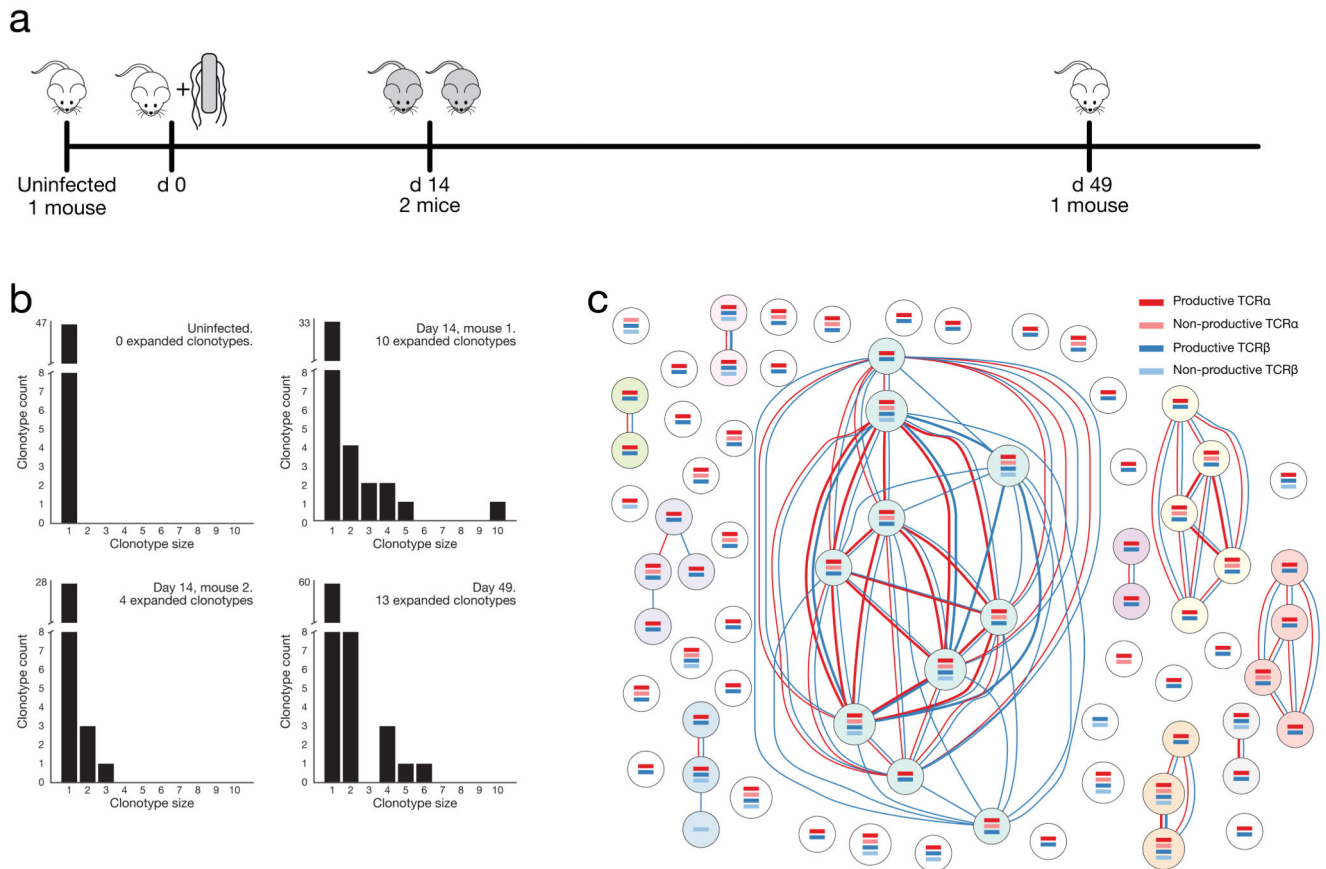 a
+
Uninfected
1 mouse
d 0
d 14
2 mice
d 49
1 mouse
b
47
Uninfected.
0 expanded clonotypes.
8
7
6
5
4
3
2
1
0
Clonotype count
1 2 3 4 5 6 7 8 9 10
Clonotype size
33
Day 14, mouse 1.
10 expanded clonotypes
8
7
6
5
4
3
2
1
0
Clonotype count
1 2 3 4 5 6 7 8 9 10
Clonotype size
28
Day 14, mouse 2.
4 expanded clonotypes
8
7
6
5
4
3
2
1
0
Clonotype count
1 2 3 4 5 6 7 8 9 10
Clonotype size
60
Day 49.
13 expanded clonotypes
8
7
6
5
4
3
2
1
0
Clonotype count
1 2 3 4 5 6 7 8 9 10
Clonotype size
c
Productive TCRα
Non-productive TCRα
Productive TCRβ
Non-productive TCRβ